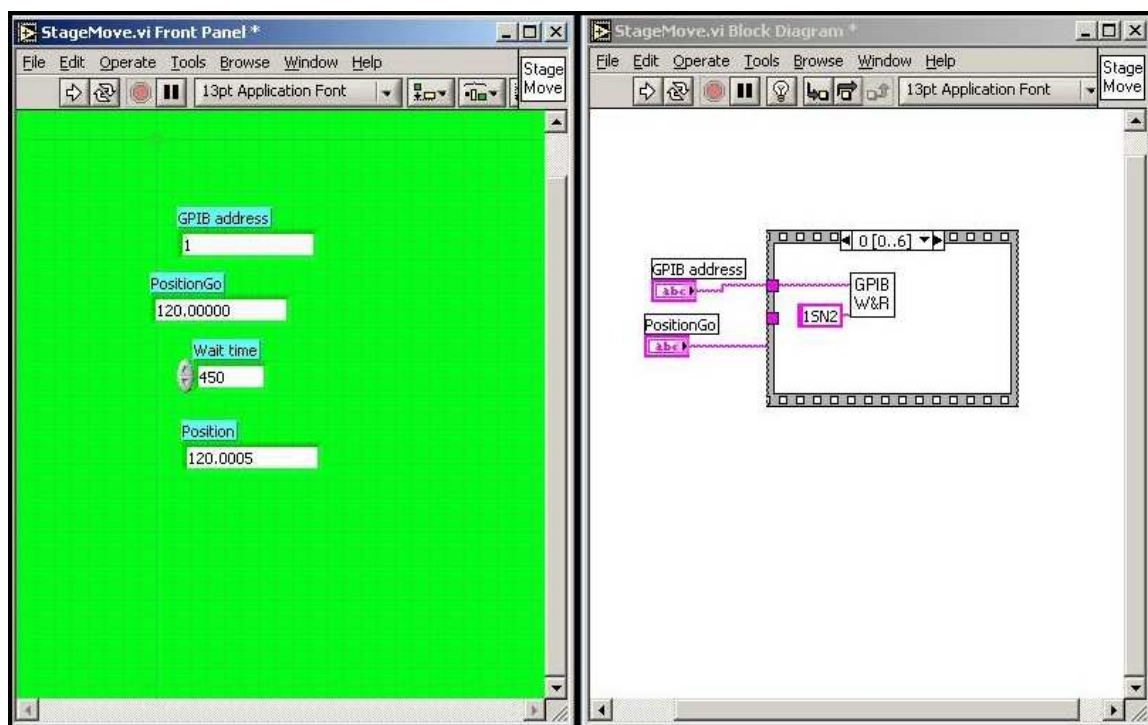 StageMove.vi Front Panel *
File Edit Operate Tools Browse Window Help
Stage
Move
13pt Application Font
GPIB address
1
PositionGo
120.00000
Wait time
450
Position
120.0005
StageMove.vi Block Diagram *
File Edit Operate Tools Browse Window Help
Stage
Move
13pt Application Font
0 [0..6]
GPIB address
abc
GPIB
W&R
1SN2
PositionGo
abc